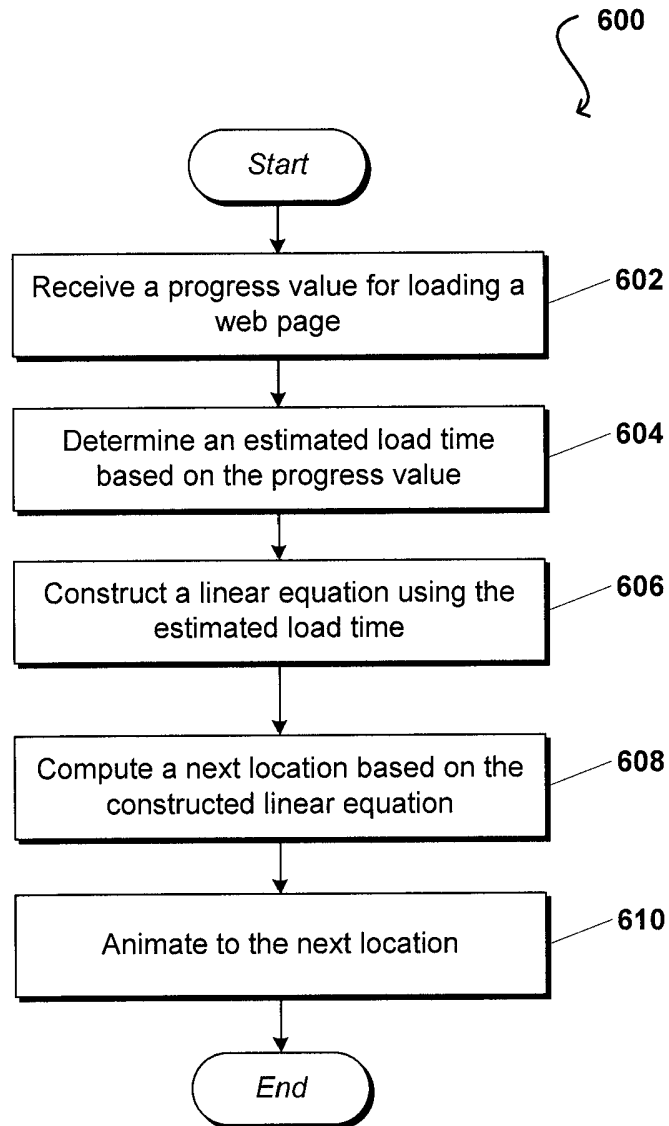 600
Start
Receive a progress value for loading a
web page
602
Determine an estimated load time
based on the progress value
604
Construct a linear equation using the
estimated load time
606
Compute a next location based on the
constructed linear equation
608
Animate to the next location
610
End